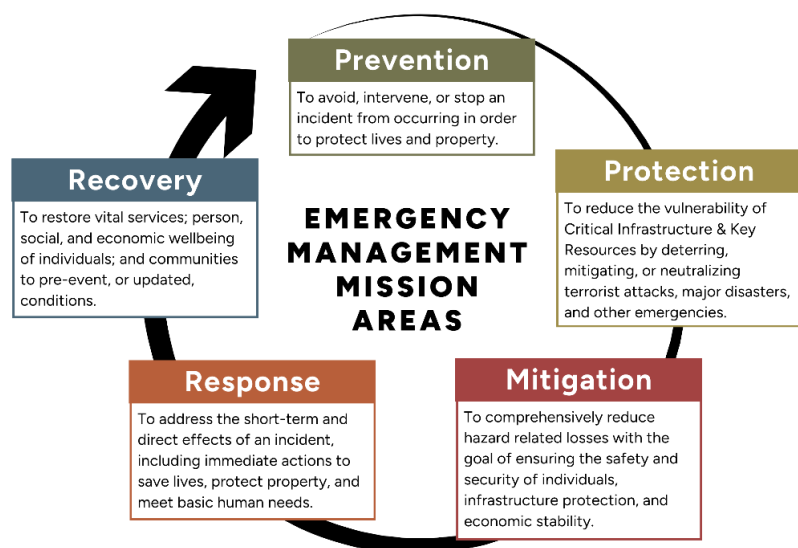 Prevention
To avoid, intervene, or stop an
incident from occurring in order
to protect lives and property.
Protection
To reduce the vulnerability of
Critical Infrastructure & Key
Resources by deterring,
mitigating, or neutralizing
terrorist attacks, major disasters,
and other emergencies.
Mitigation
To comprehensively reduce
hazard related losses with the
goal of ensuring the safety and
security of individuals,
infrastructure protection, and
economic stability.
Response
To address the short-term and
direct effects of an incident,
including immediate actions to
save lives, protect property, and
meet basic human needs.
Recovery
To restore vital services; person,
social, and economic wellbeing
of individuals; and communities
to pre-event, or updated,
conditions.
EMERGENCY
MANAGEMENT
MISSION
AREAS